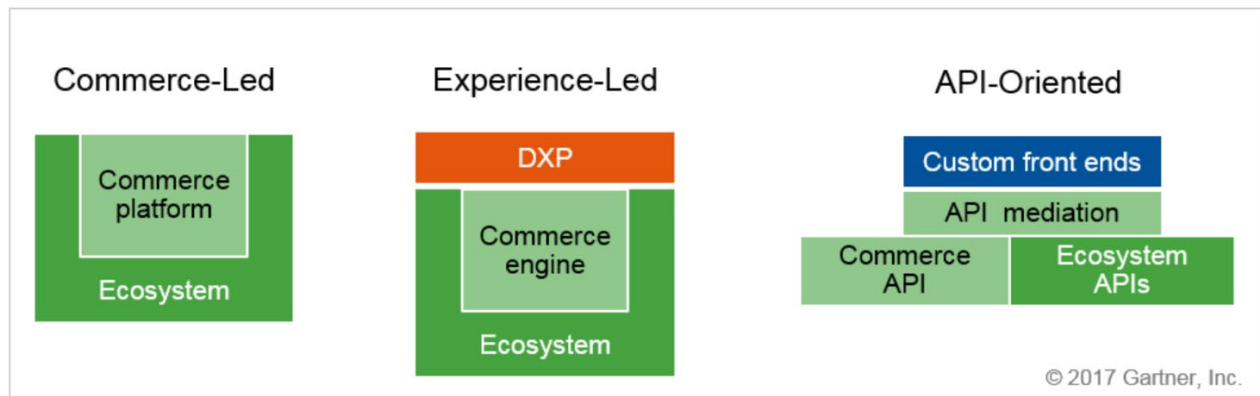 Commerce-Led
Commerce
platform
Ecosystem
Experience-Led
DXP
Commerce
engine
Ecosystem
API-Oriented
Custom front ends
API mediation
Commerce
API
Ecosystem
APIs
© 2017 Gartner, Inc.